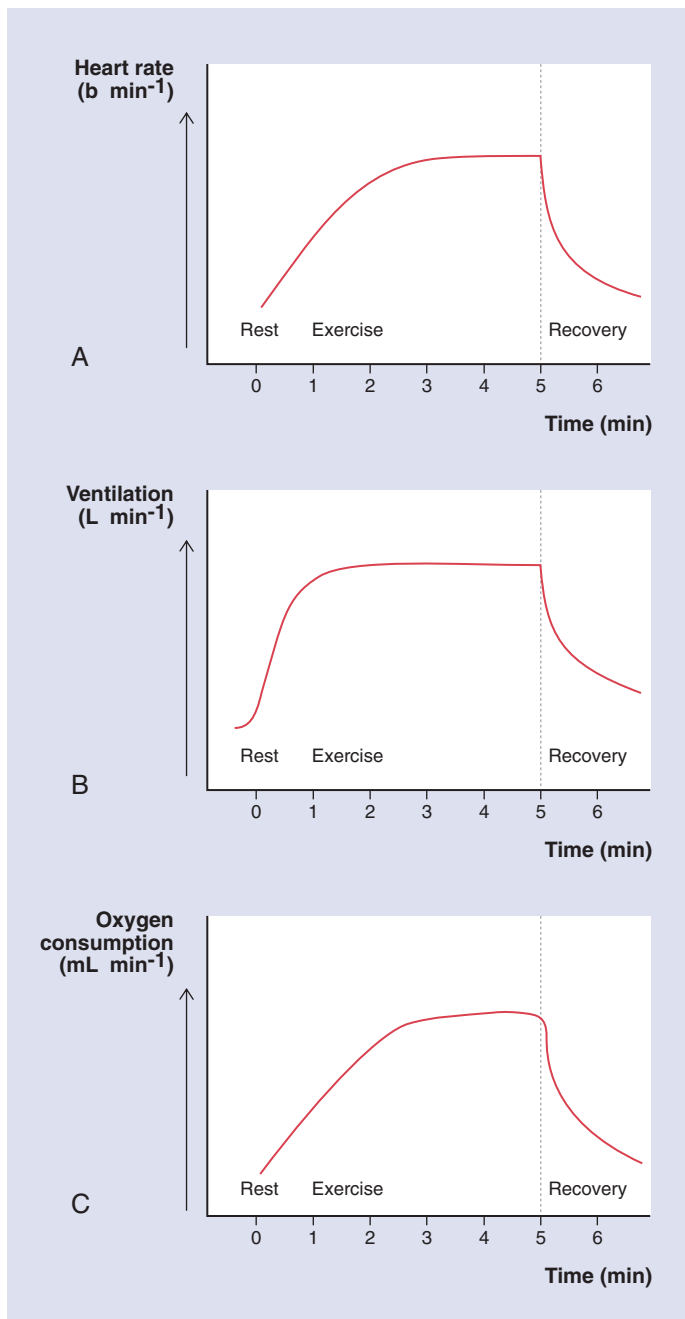 Heart rate
(b min-1)
Rest Exercise Recovery
A
0 1 2 3 4 5 6
Time (min)
Ventilation
(L min-1)
Rest Exercise Recovery
B
0 1 2 3 4 5 6
Time (min)
Oxygen
consumption
(mL min-1)
Rest Exercise Recovery
C
0 1 2 3 4 5 6
Time (min)